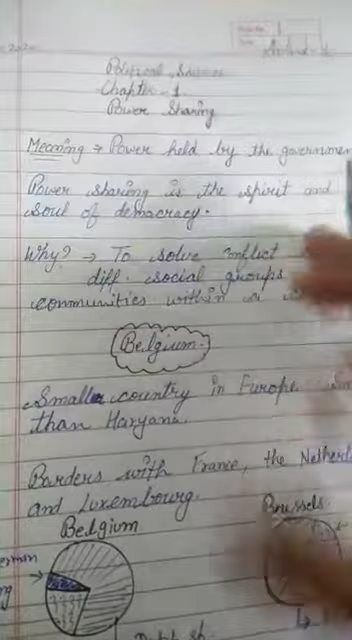 Political Science
Chapter - 1
Power Sharing
Meaning → Power held by the governmen
Power sharing is the spirit and
soul of democracy.
Why? → To solve conflict
diff. social groups
communities within a
Belgium.
Smaller country in Europe.
than Haryana.
Borders with France, the Netherl
and Luxembourg.
Brussels.
Belgium